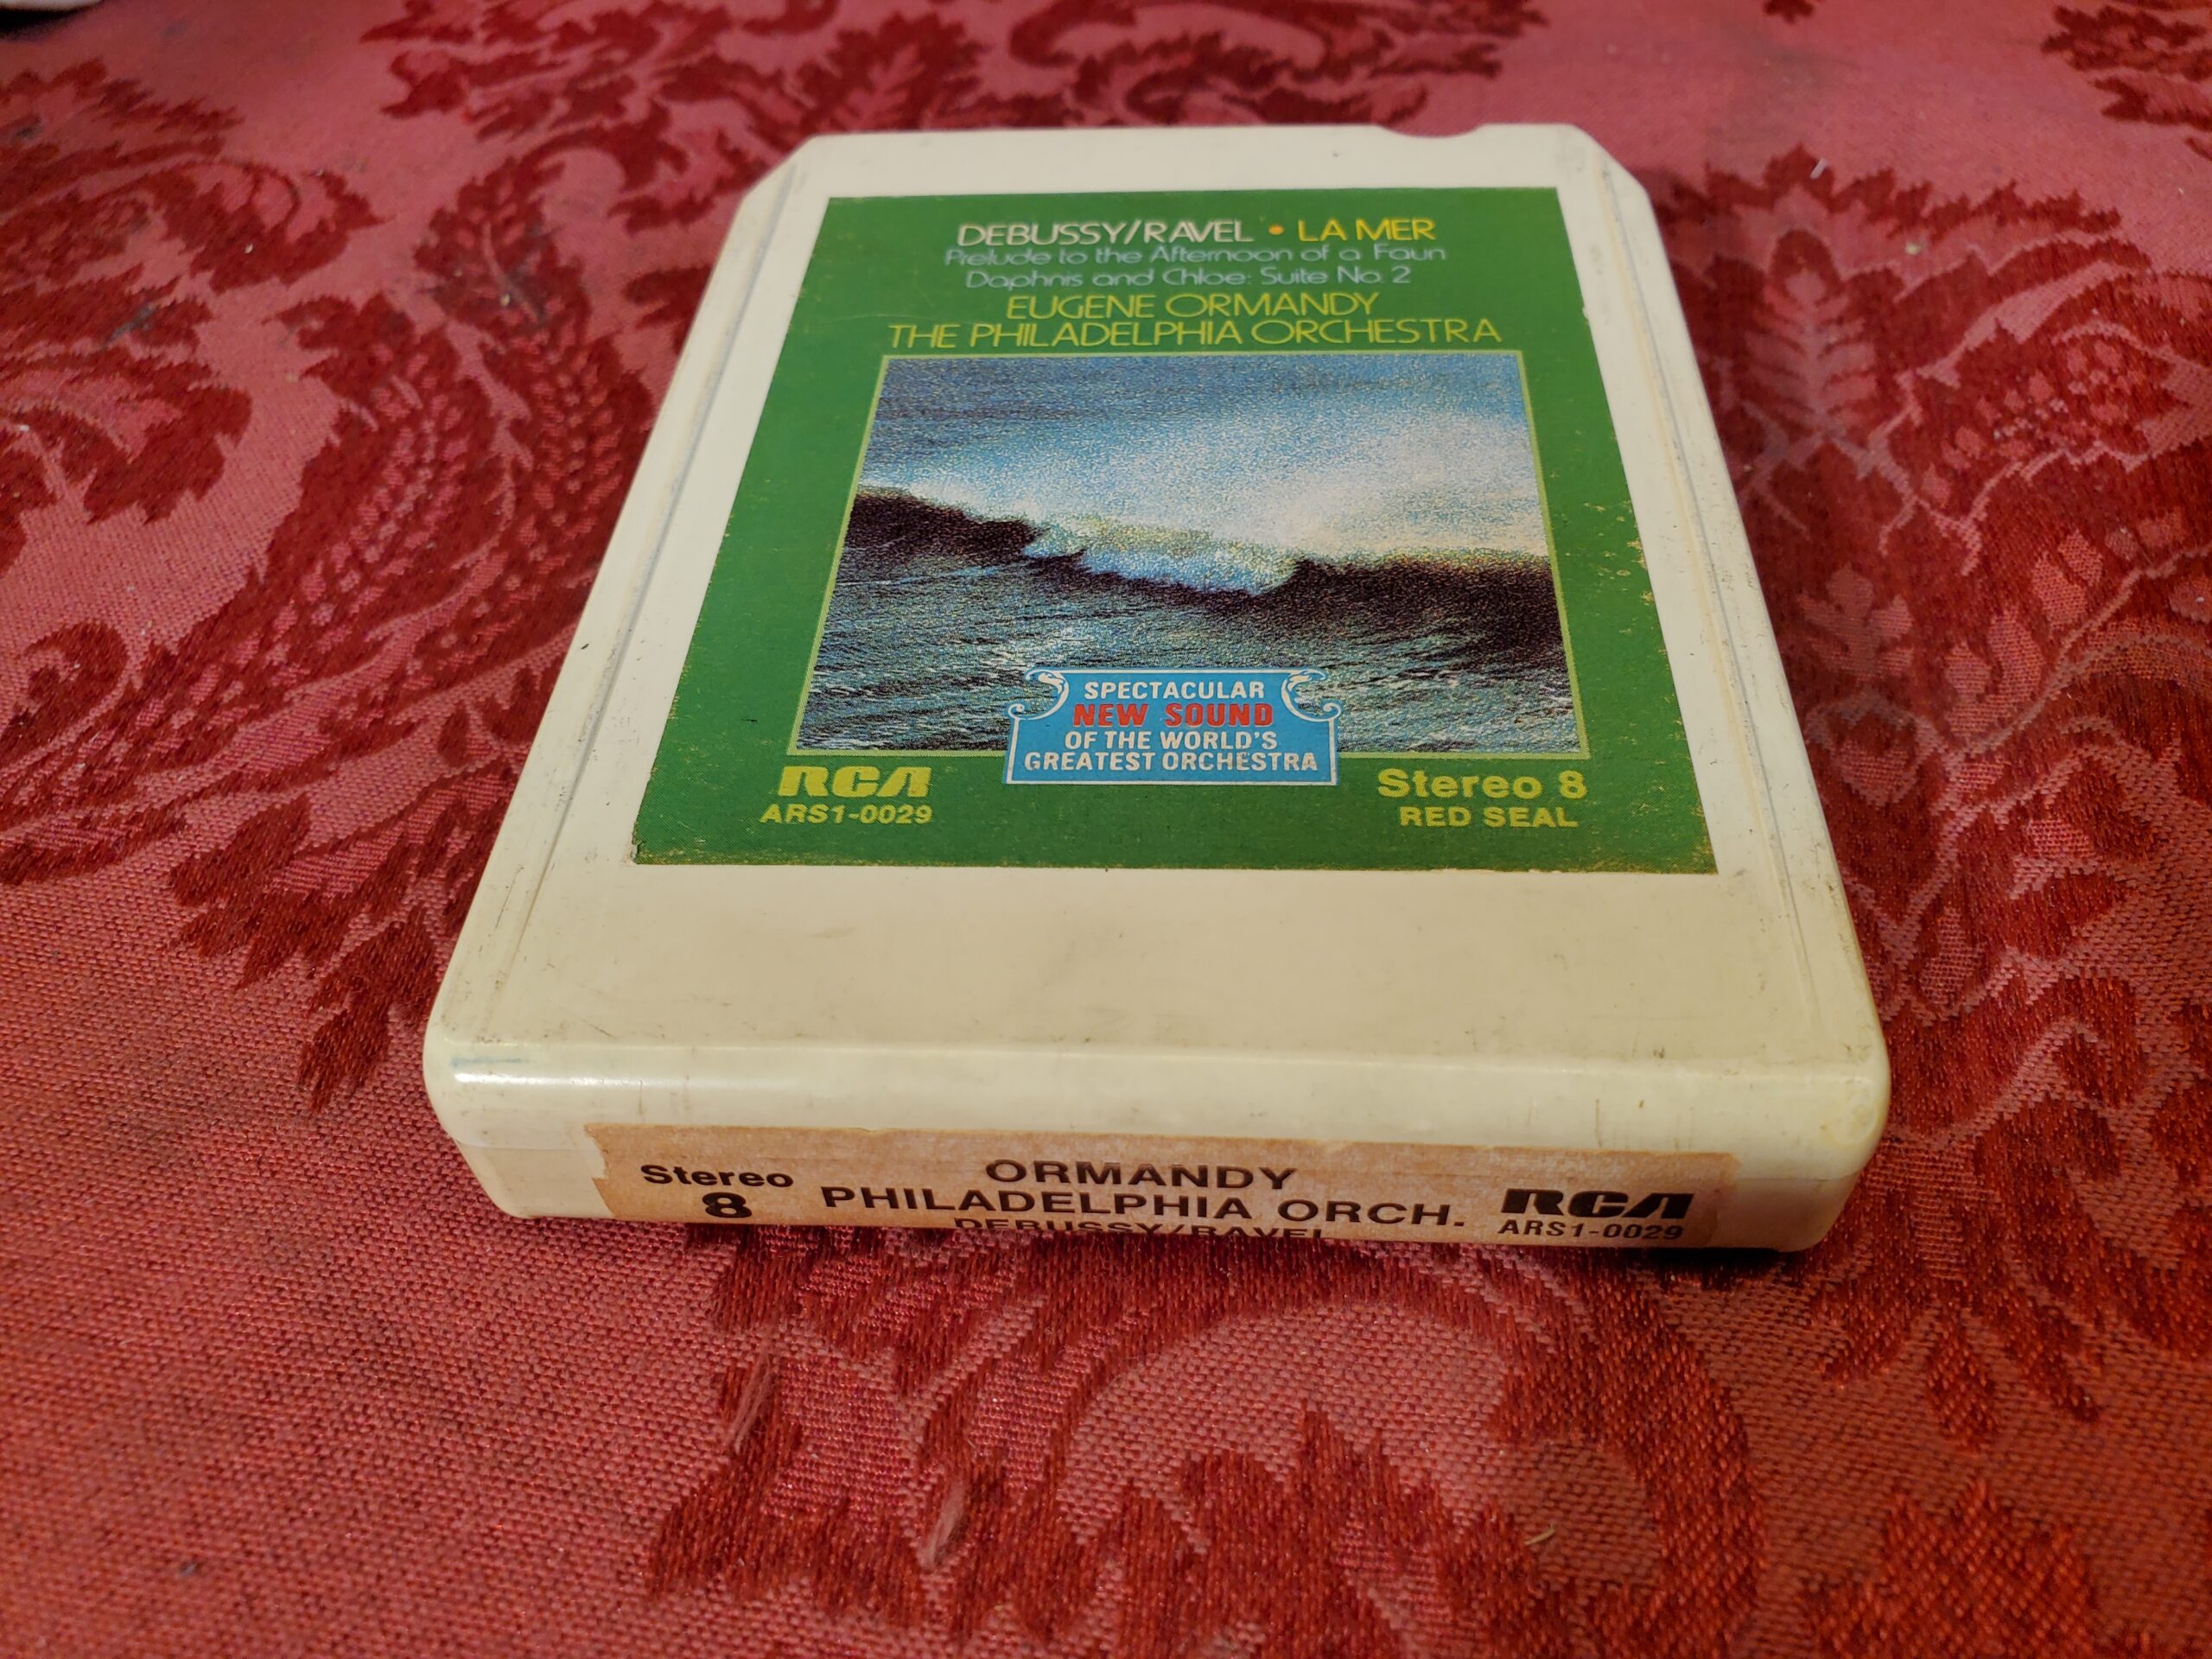 DEBUSSY/RAVEL • LA MER
Prelude to the Afternoon of a Faun
Daphnis and Chloe: Suite No. 2
EUGENE ORMANDY
THE PHILADELPHIA ORCHESTRA
SPECTACULAR
NEW SOUND
OF THE WORLD'S
GREATEST ORCHESTRA
RCA
ARS1-0029
Stereo 8
RED SEAL
Stereo
8
ORMANDY
PHILADELPHIA ORCH.
DEBUSSY/RAVEL
RCA
ARS1-0029